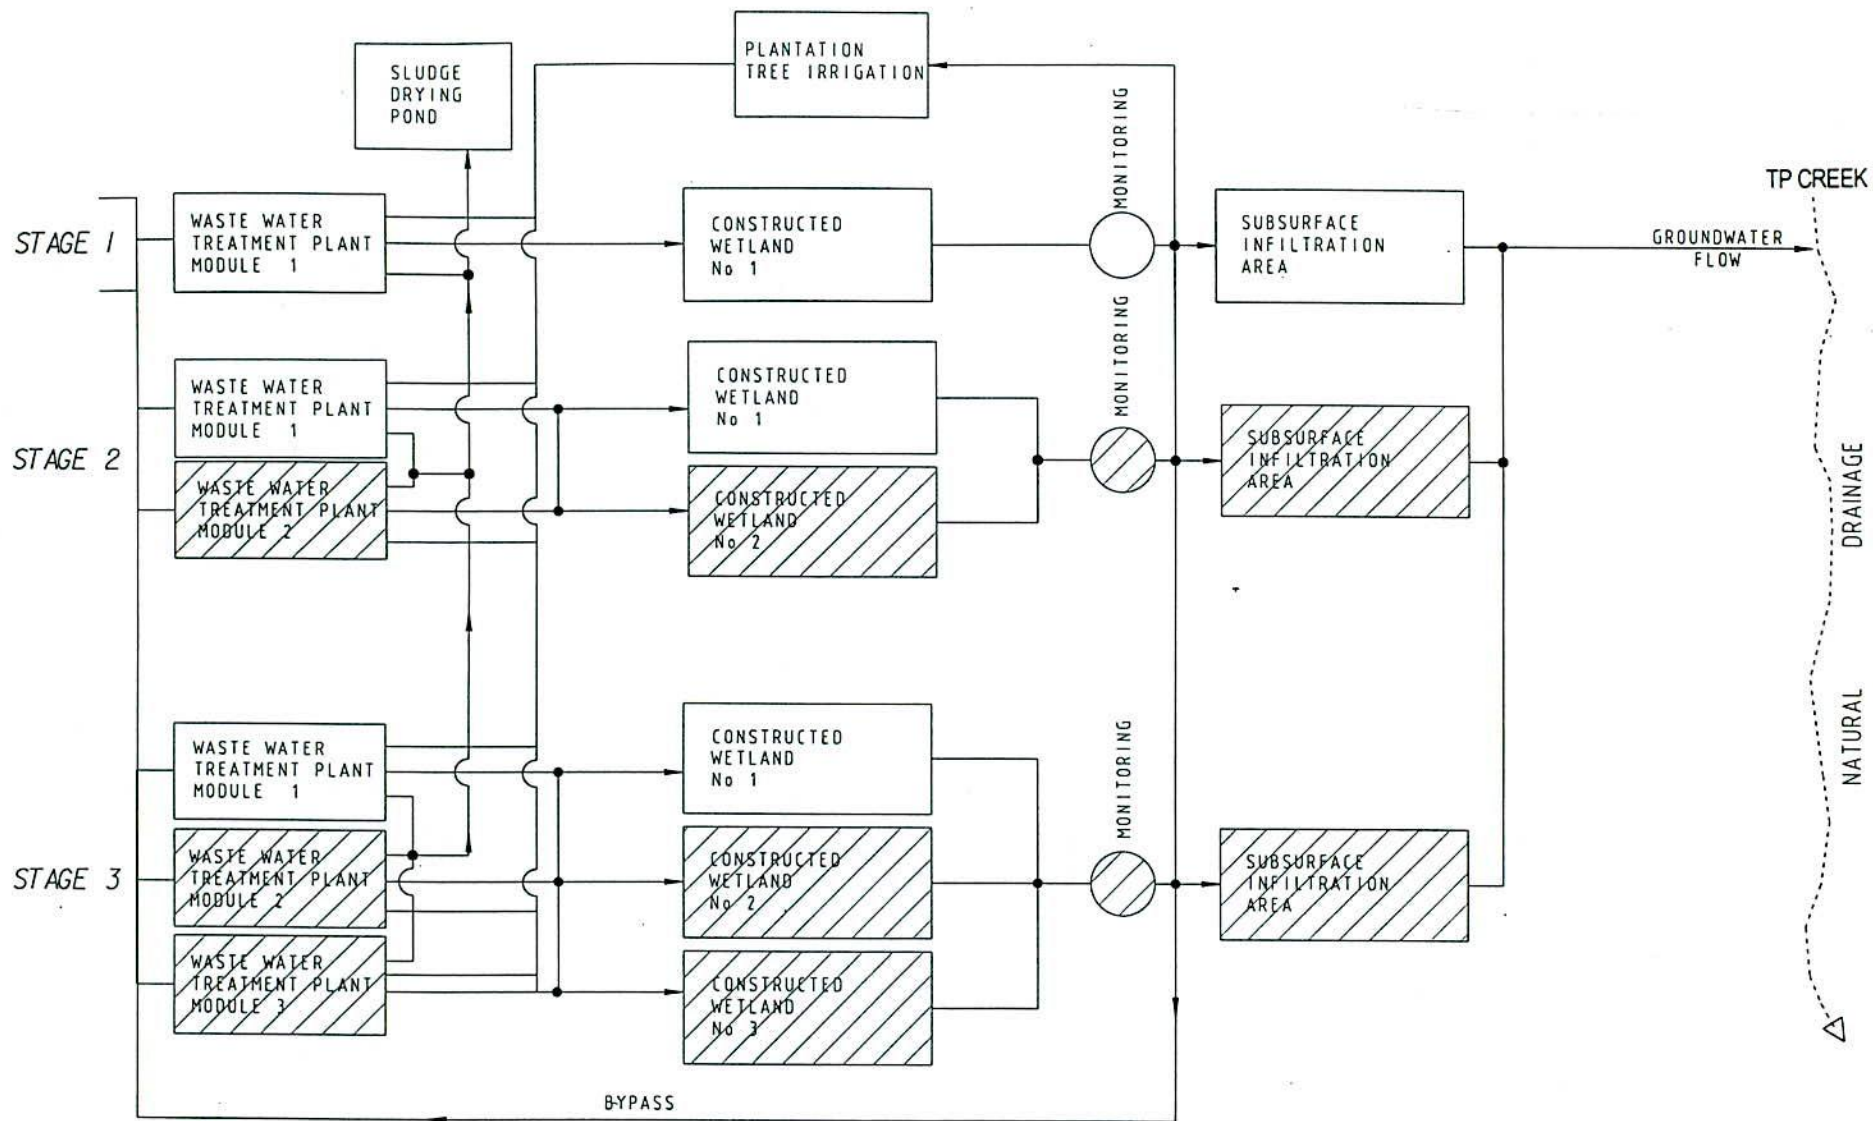 PLANTATION
TREE IRRIGATION
SLUDGE
DRYING
POND
TP CREEK
STAGE 1
WASTE WATER
TREATMENT PLANT
MODULE 1
CONSTRUCTED
WETLAND
No 1
MONITORING
SUBSURFACE
INFILTRATION
AREA
GROUNDWATER
FLOW
STAGE 2
WASTE WATER
TREATMENT PLANT
MODULE 1
WASTE WATER
TREATMENT PLANT
MODULE 2
CONSTRUCTED
WETLAND
No 1
CONSTRUCTED
WETLAND
No 2
MONITORING
SUBSURFACE
INFILTRATION
AREA
NATURAL DRAINAGE
STAGE 3
WASTE WATER
TREATMENT PLANT
MODULE 1
WASTE WATER
TREATMENT PLANT
MODULE 2
WASTE WATER
TREATMENT PLANT
MODULE 3
CONSTRUCTED
WETLAND
No 1
CONSTRUCTED
WETLAND
No 2
CONSTRUCTED
WETLAND
No 3
MONITORING
SUBSURFACE
INFILTRATION
AREA
BYPASS